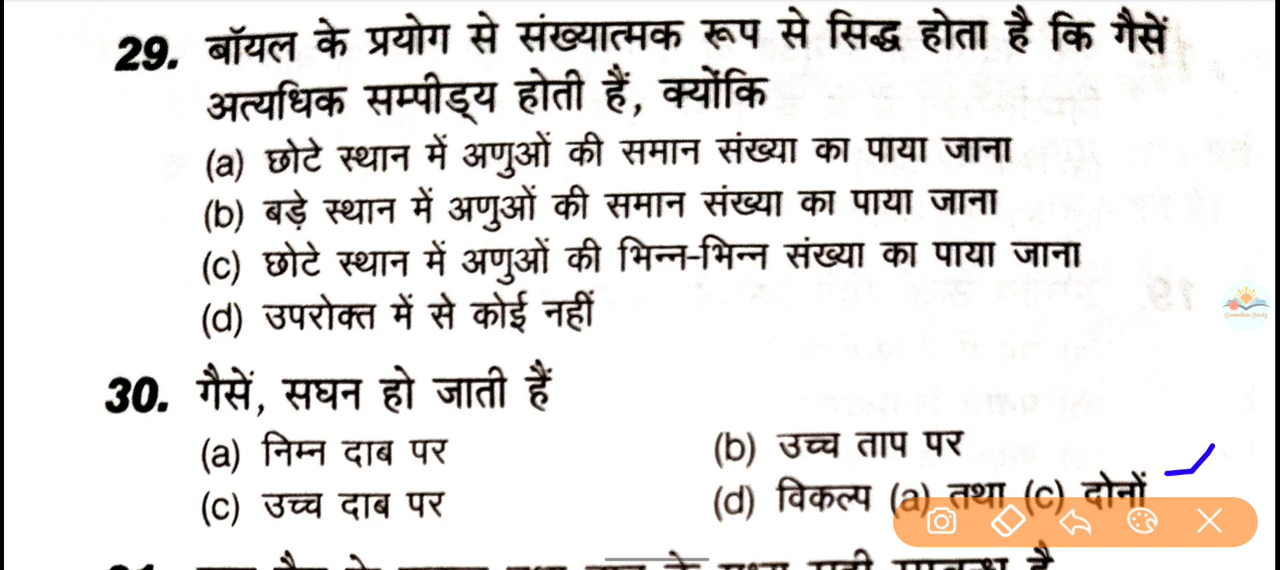 29. बॉयल के प्रयोग से संख्यात्मक रूप से सिद्ध होता है कि गैसें
अत्यधिक सम्पीड्य होती हैं, क्योंकि
(a) छोटे स्थान में अणुओं की समान संख्या का पाया जाना
(b) बड़े स्थान में अणुओं की समान संख्या का पाया जाना
(c) छोटे स्थान में अणुओं की भिन्न-भिन्न संख्या का पाया जाना
(d) उपरोक्त में से कोई नहीं
30. गैसें, सघन हो जाती हैं
(a) निम्न दाब पर (b) उच्च ताप पर
(c) उच्च दाब पर (d) विकल्प (a) तथा (c) दोनों